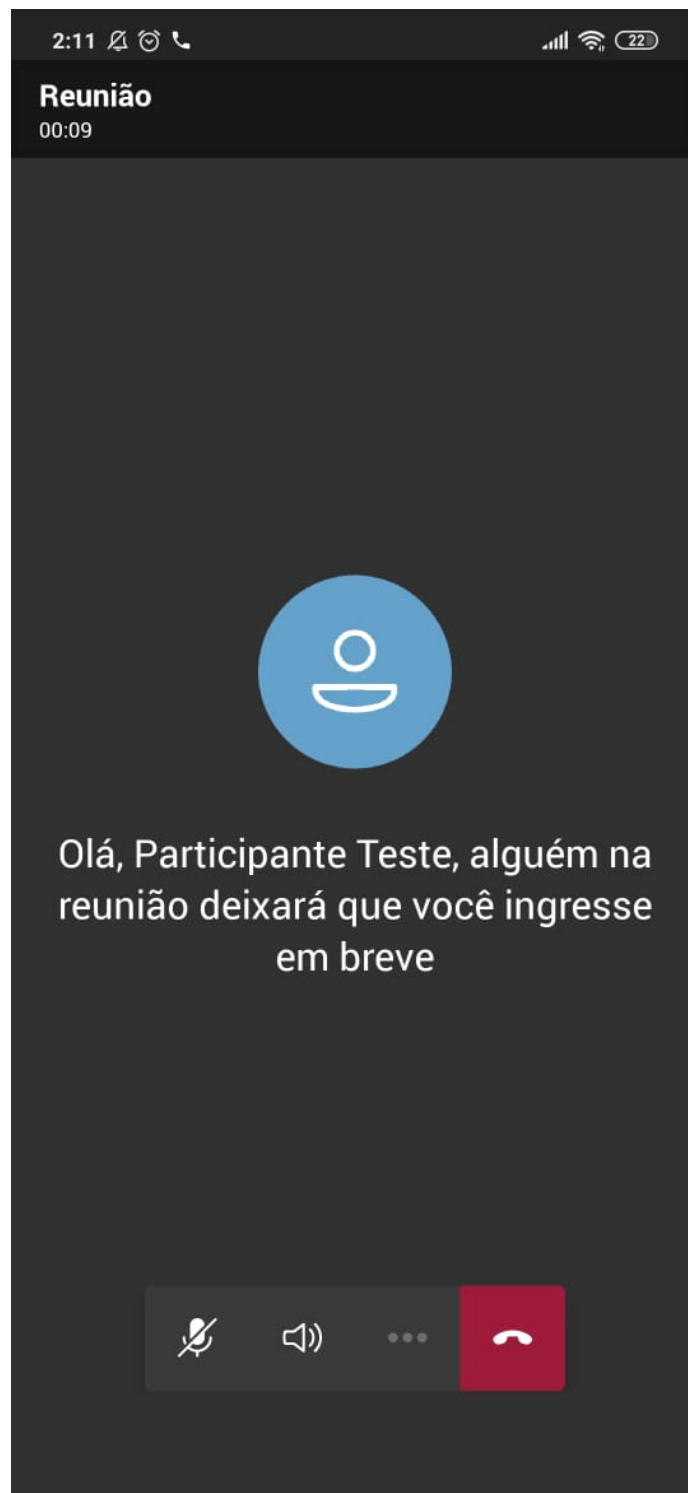 2:11
22
Reunião
00:09
Olá, Participante Teste, alguém na
reunião deixará que você ingresse
em breve